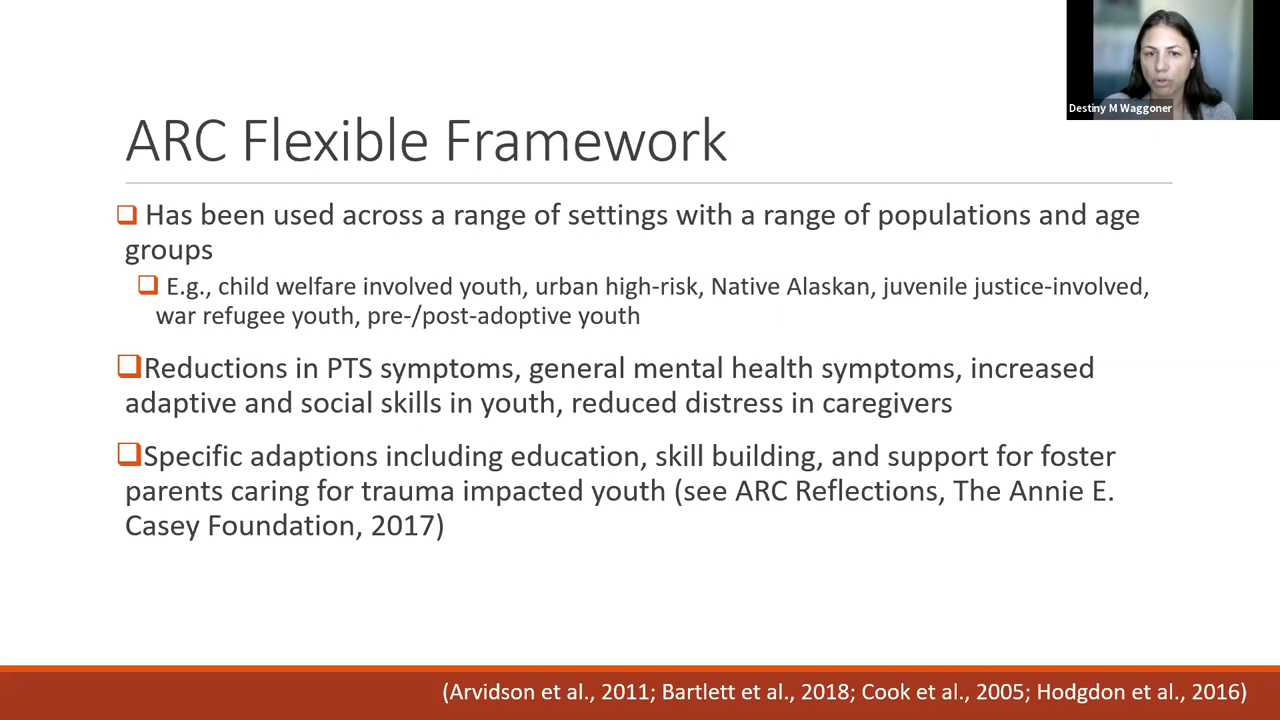 Destiny M Waggoner
ARC Flexible Framework
Has been used across a range of settings with a range of populations and age
groups
E.g., child welfare involved youth, urban high-risk, Native Alaskan, juvenile justice-involved,
war refugee youth, pre-/post-adoptive youth
Reductions in PTS symptoms, general mental health symptoms, increased
adaptive and social skills in youth, reduced distress in caregivers
Specific adaptions including education, skill building, and support for foster
parents caring for trauma impacted youth (see ARC Reflections, The Annie E.
Casey Foundation, 2017)
(Arvidson et al., 2011; Bartlett et al., 2018; Cook et al., 2005; Hodgdon et al., 2016)